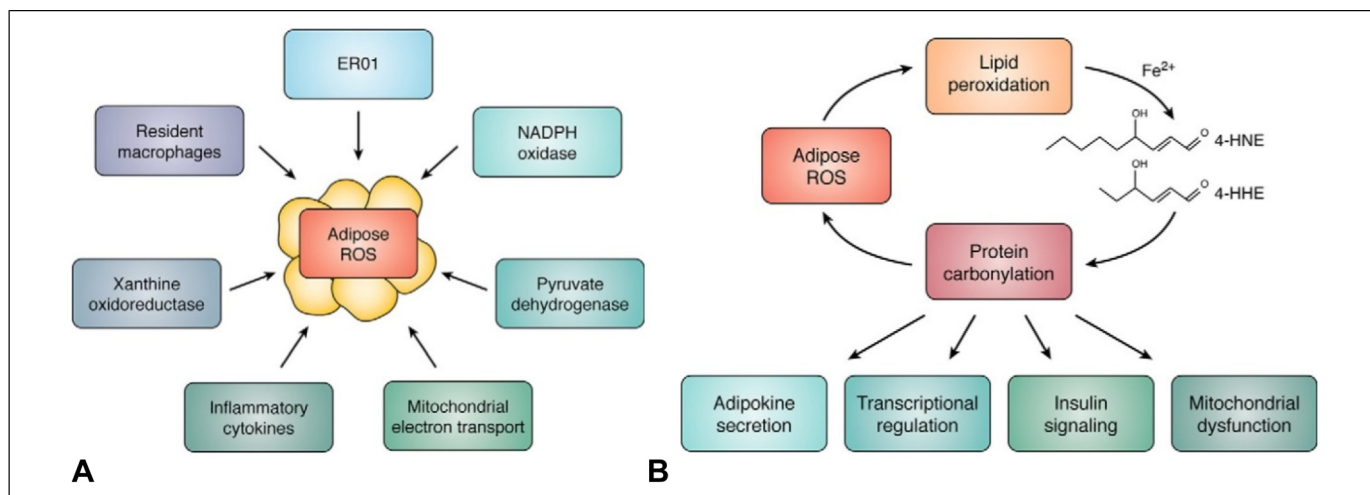 ER01
Resident
macrophages
NADPH
oxidase
Adipose
ROS
Xanthine
oxidoreductase
Pyruvate
dehydrogenase
Inflammatory
cytokines
Mitochondrial
electron transport
A
Lipid
peroxidation
Fe²⁺
OH
O
4-HNE
OH
O
4-HHE
Adipose
ROS
Protein
carbonylation
Adipokine
secretion
Transcriptional
regulation
Insulin
signaling
Mitochondrial
dysfunction
B